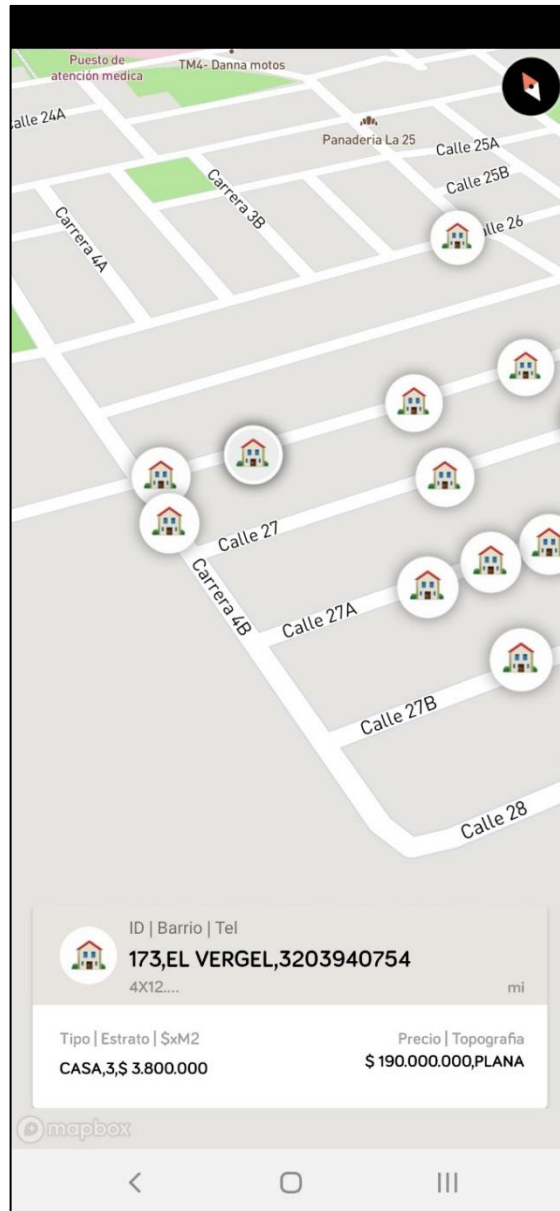 Puesto de
atención medica
TM4- Danna motos
alle 24A
Panaderia La 25
Calle 25A
Calle 25B
Carrera 3B
Carrera 4A
lle 26
Calle 27
Carrera 4B
Calle 27A
Calle 27B
Calle 28
ID | Barrio | Tel
173,EL VERGEL,3203940754
4X12....
mi
Tipo | Estrato | $xM2
Precio | Topografia
CASA,3,$ 3.800.000
$ 190.000.000,PLANA
mapbox